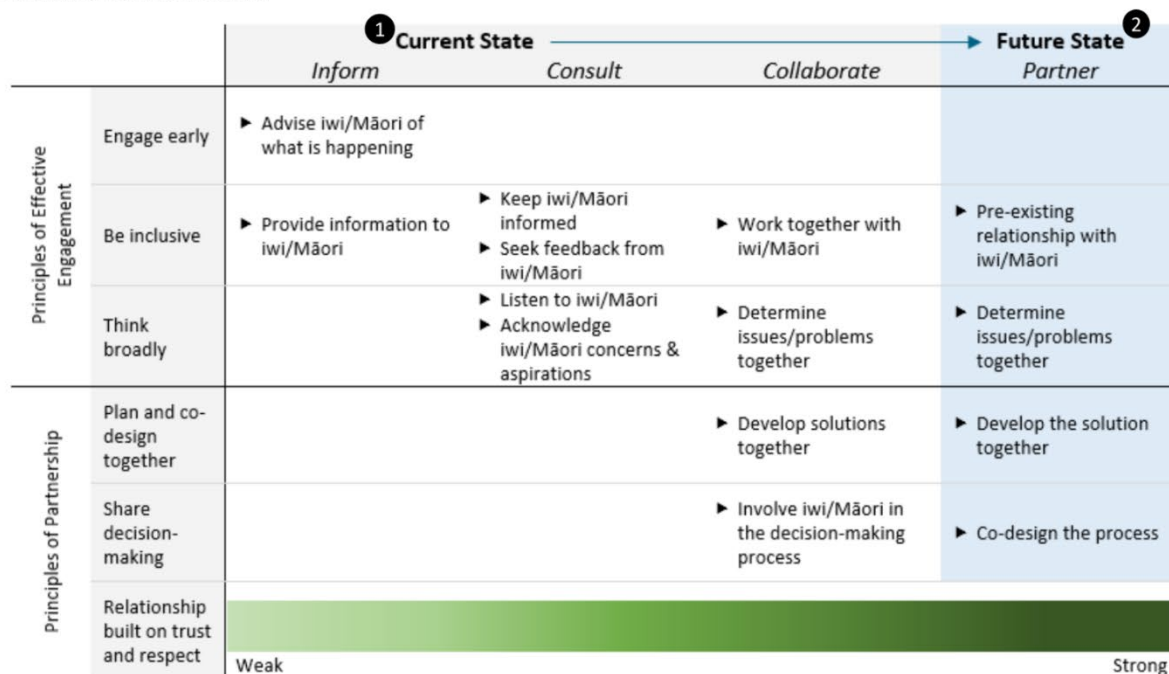 1 Current State 2 Future State
Inform Consult Collaborate Partner
Principles of Effective
Engagement
Engage early
► Advise iwi/Māori of
what is happening
Be inclusive
► Provide information to
iwi/Māori
► Keep iwi/Māori
informed
► Seek feedback from
iwi/Māori
► Work together with
iwi/Māori
► Pre-existing
relationship with
iwi/Māori
Think
broadly
► Listen to iwi/Māori
► Acknowledge
iwi/Māori concerns &
aspirations
► Determine
issues/problems
together
► Determine
issues/problems
together
Principles of Partnership
Plan and co-
design
together
► Develop solutions
together
► Develop the solution
together
Share
decision-
making
► Involve iwi/Māori in
the decision-making
process
► Co-design the process
Relationship
built on trust
and respect
Weak Strong